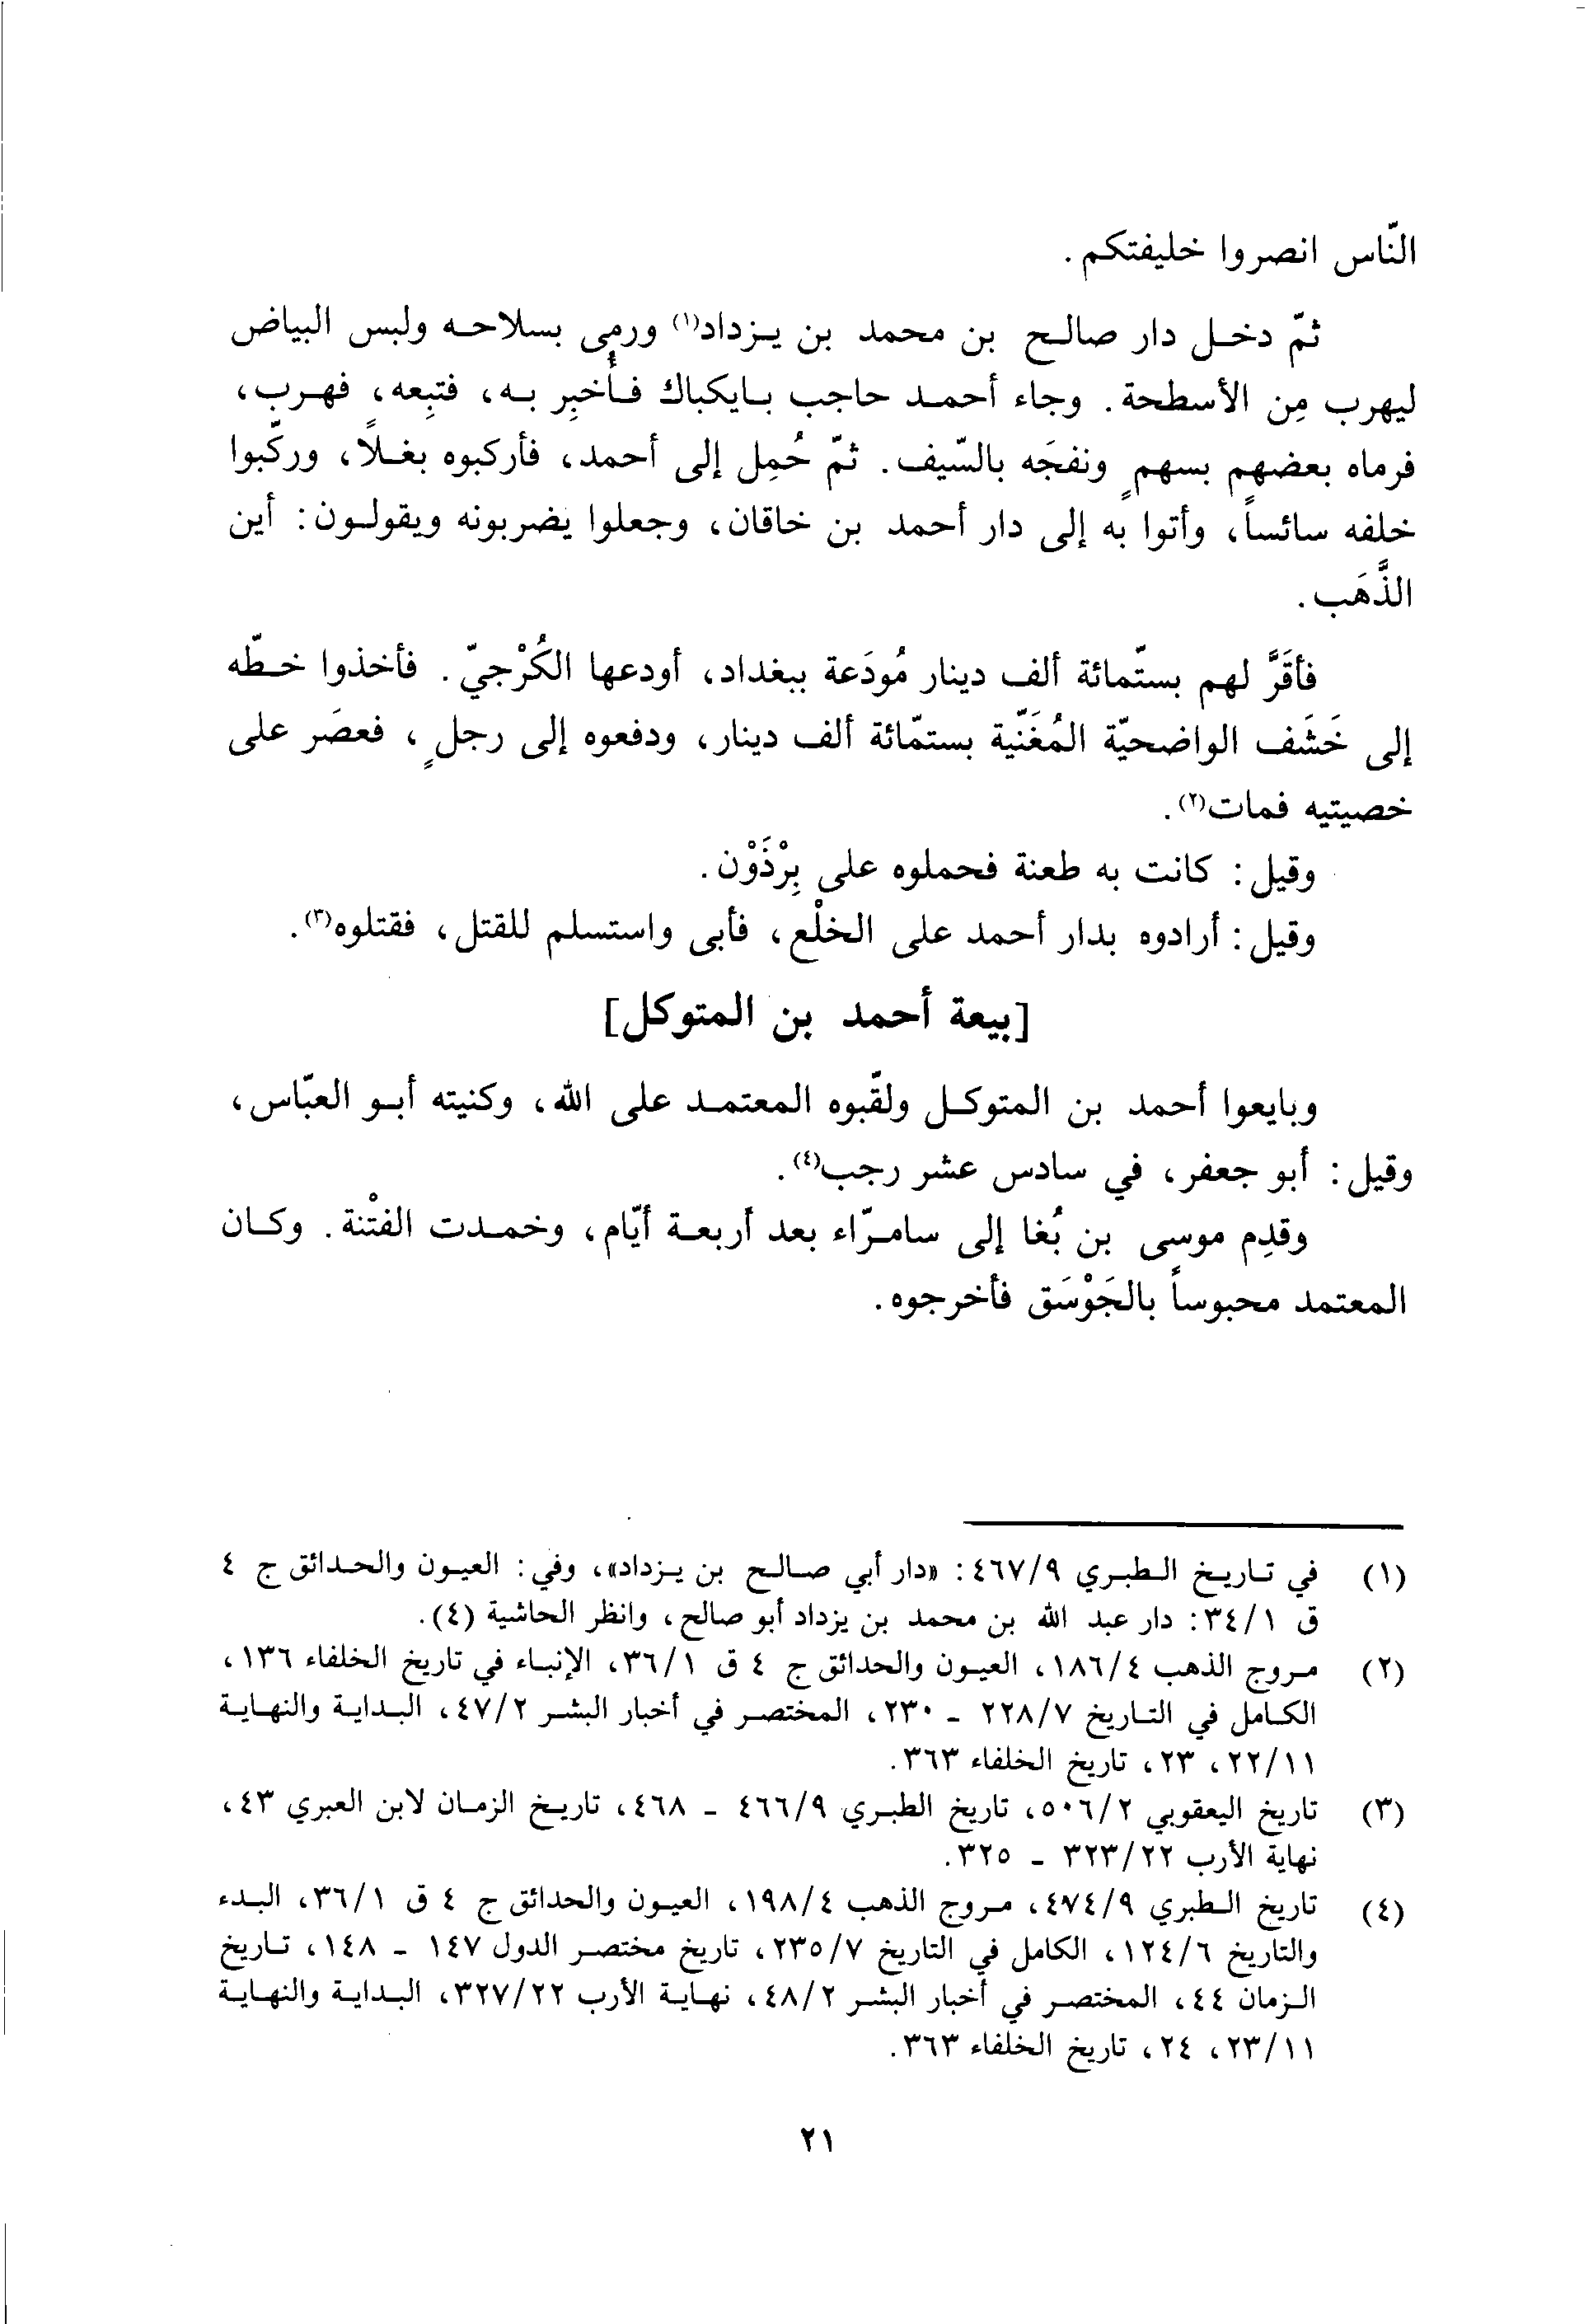 النّاس انصروا خليفتكم.
ثمّ دخل دار صالح بن محمد بن يزداد(١) ورمى بسلاحه ولبس البياض
ليهرب مِن الأسطحة. وجاء أحمد حاجب بايكباك فأُخبِر به، فتبِعه، فهرب،
فرماه بعضهم بسهمٍ ونفجَه بالسّيف. ثمّ حُمِل إلى أحمد، فأركبوه بغلًا، وركّبوا
خلفه سائساً، وأتوا به إلى دار أحمد بن خاقان، وجعلوا يضربونه ويقولون: أين
الذَّهَب.
فأقَرَّ لهم بستّمائة ألف دينار مُودَعة ببغداد، أودعها الكُرْجيّ. فأخذوا خطّه
إلى خَشَف الواضحيّة المُغَنّية بستمّائة ألف دينار، ودفعوه إلى رجلٍ، فعصَر على
خصيتيه فمات(٢).
وقيل: كانت به طعنة فحملوه على بِرْذَوْن.
وقيل: أرادوه بدار أحمد على الخلْع، فأبى واستسلم للقتل، فقتلوه(٣).
[بيعة أحمد بن المتوكل]
وبايعوا أحمد بن المتوكل ولقّبوه المعتمد على الله، وكنيته أبو العبّاس،
وقيل: أبو جعفر، في سادس عشر رجب(٤).
وقدِم موسى بن بُغا إلى سامرّاء بعد أربعة أيّام، وخمدت الفتْنة. وكان
المعتمد محبوساً بالجَوْسَق فأخرجوه.
(١) في تاريخ الطبري ٤٦٧/٩: «دار أبي صالح بن يزداد»، وفي: العيون والحدائق ج ٤
ق ٣٤/١: دار عبد الله بن محمد بن يزداد أبو صالح، وانظر الحاشية (٤).
(٢) مروج الذهب ١٨٦/٤، العيون والحدائق ج ٤ ق ٣٦/١، الإنباء في تاريخ الخلفاء ١٣٦،
الكامل في التاريخ ٢٢٨/٧ - ٢٣٠، المختصر في أخبار البشر ٤٧/٢، البداية والنهاية
٢٢/١١، ٢٣، تاريخ الخلفاء ٣٦٣.
(٣) تاريخ اليعقوبي ٥٠٦/٢، تاريخ الطبري ٤٦٦/٩ - ٤٦٨، تاريخ الزمان لابن العبري ٤٣،
نهاية الأرب ٣٢٣/٢٢ - ٣٢٥.
(٤) تاريخ الطبري ٤٧٤/٩، مروج الذهب ١٩٨/٤، العيون والحدائق ج ٤ ق ٣٦/١، البدء
والتاريخ ١٢٤/٦، الكامل في التاريخ ٢٣٥/٧، تاريخ مختصر الدول ١٤٧ - ١٤٨، تاريخ
الزمان ٤٤، المختصر في أخبار البشر ٤٨/٢، نهاية الأرب ٣٢٧/٢٢، البداية والنهاية
٢٣/١١، ٢٤، تاريخ الخلفاء ٣٦٣.
٢١